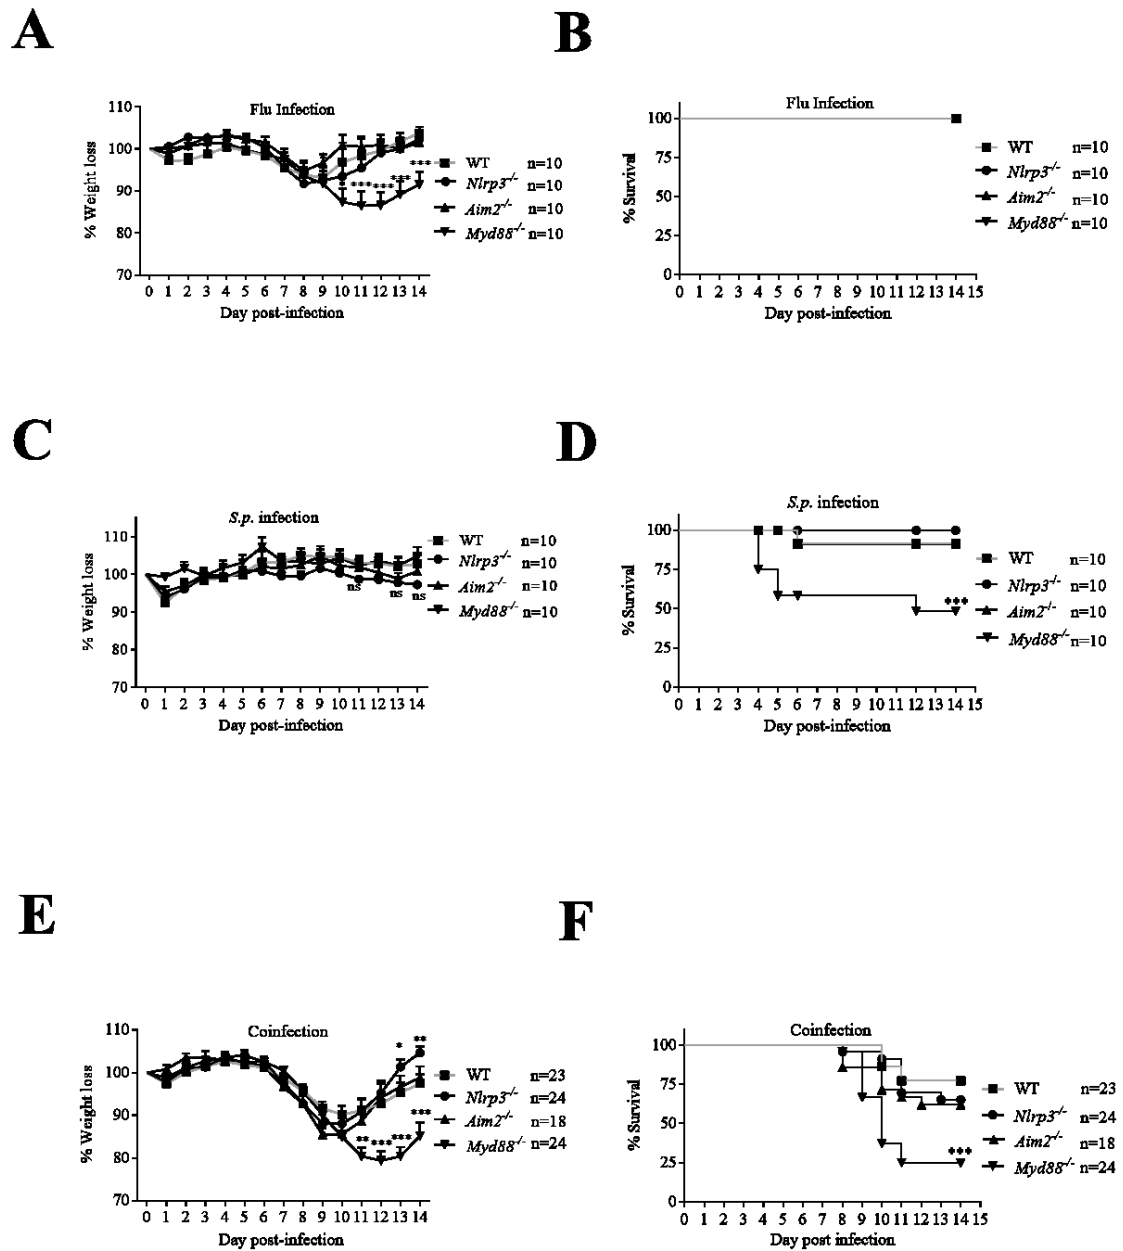 A
Flu Infection
% Weight loss
110
100
90
80
70
*** *** *** ***
0 1 2 3 4 5 6 7 8 9 10 11 12 13 14
Day post-infection
WT n=10
Nlrp3-/- n=10
Aim2-/- n=10
Myd88-/- n=10
B
Flu Infection
% Survival
100
75
50
25
0
0 1 2 3 4 5 6 7 8 9 10 11 12 13 14 15
Day post-infection
WT n=10
Nlrp3-/- n=10
Aim2-/- n=10
Myd88-/- n=10
C
S.p. infection
% Weight loss
110
100
90
80
70
ns ns ns
0 1 2 3 4 5 6 7 8 9 10 11 12 13 14
Day post-infection
WT n=10
Nlrp3-/- n=10
Aim2-/- n=10
Myd88-/- n=10
D
S.p. infection
% Survival
100
75
50
25
0
***
0 1 2 3 4 5 6 7 8 9 10 11 12 13 14 15
Day post-infection
WT n=10
Nlrp3-/- n=10
Aim2-/- n=10
Myd88-/- n=10
E
Coinfection
% Weight loss
110
100
90
80
70
* **
** *** *** ***
0 1 2 3 4 5 6 7 8 9 10 11 12 13 14
Day post-infection
WT n=23
Nlrp3-/- n=24
Aim2-/- n=18
Myd88-/- n=24
F
Coinfection
% Survival
100
75
50
25
0
***
0 1 2 3 4 5 6 7 8 9 10 11 12 13 14 15
Day post infection
WT n=23
Nlrp3-/- n=24
Aim2-/- n=18
Myd88-/- n=24